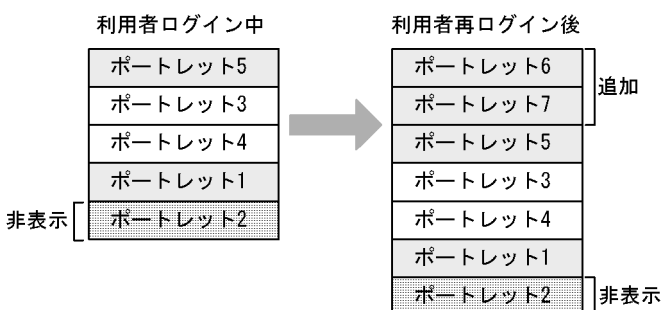 利用者ログイン中
ポートレット5
ポートレット3
ポートレット4
ポートレット1
非表示
ポートレット2
利用者再ログイン後
ポートレット6
ポートレット7
追加
ポートレット5
ポートレット3
ポートレット4
ポートレット1
ポートレット2
非表示